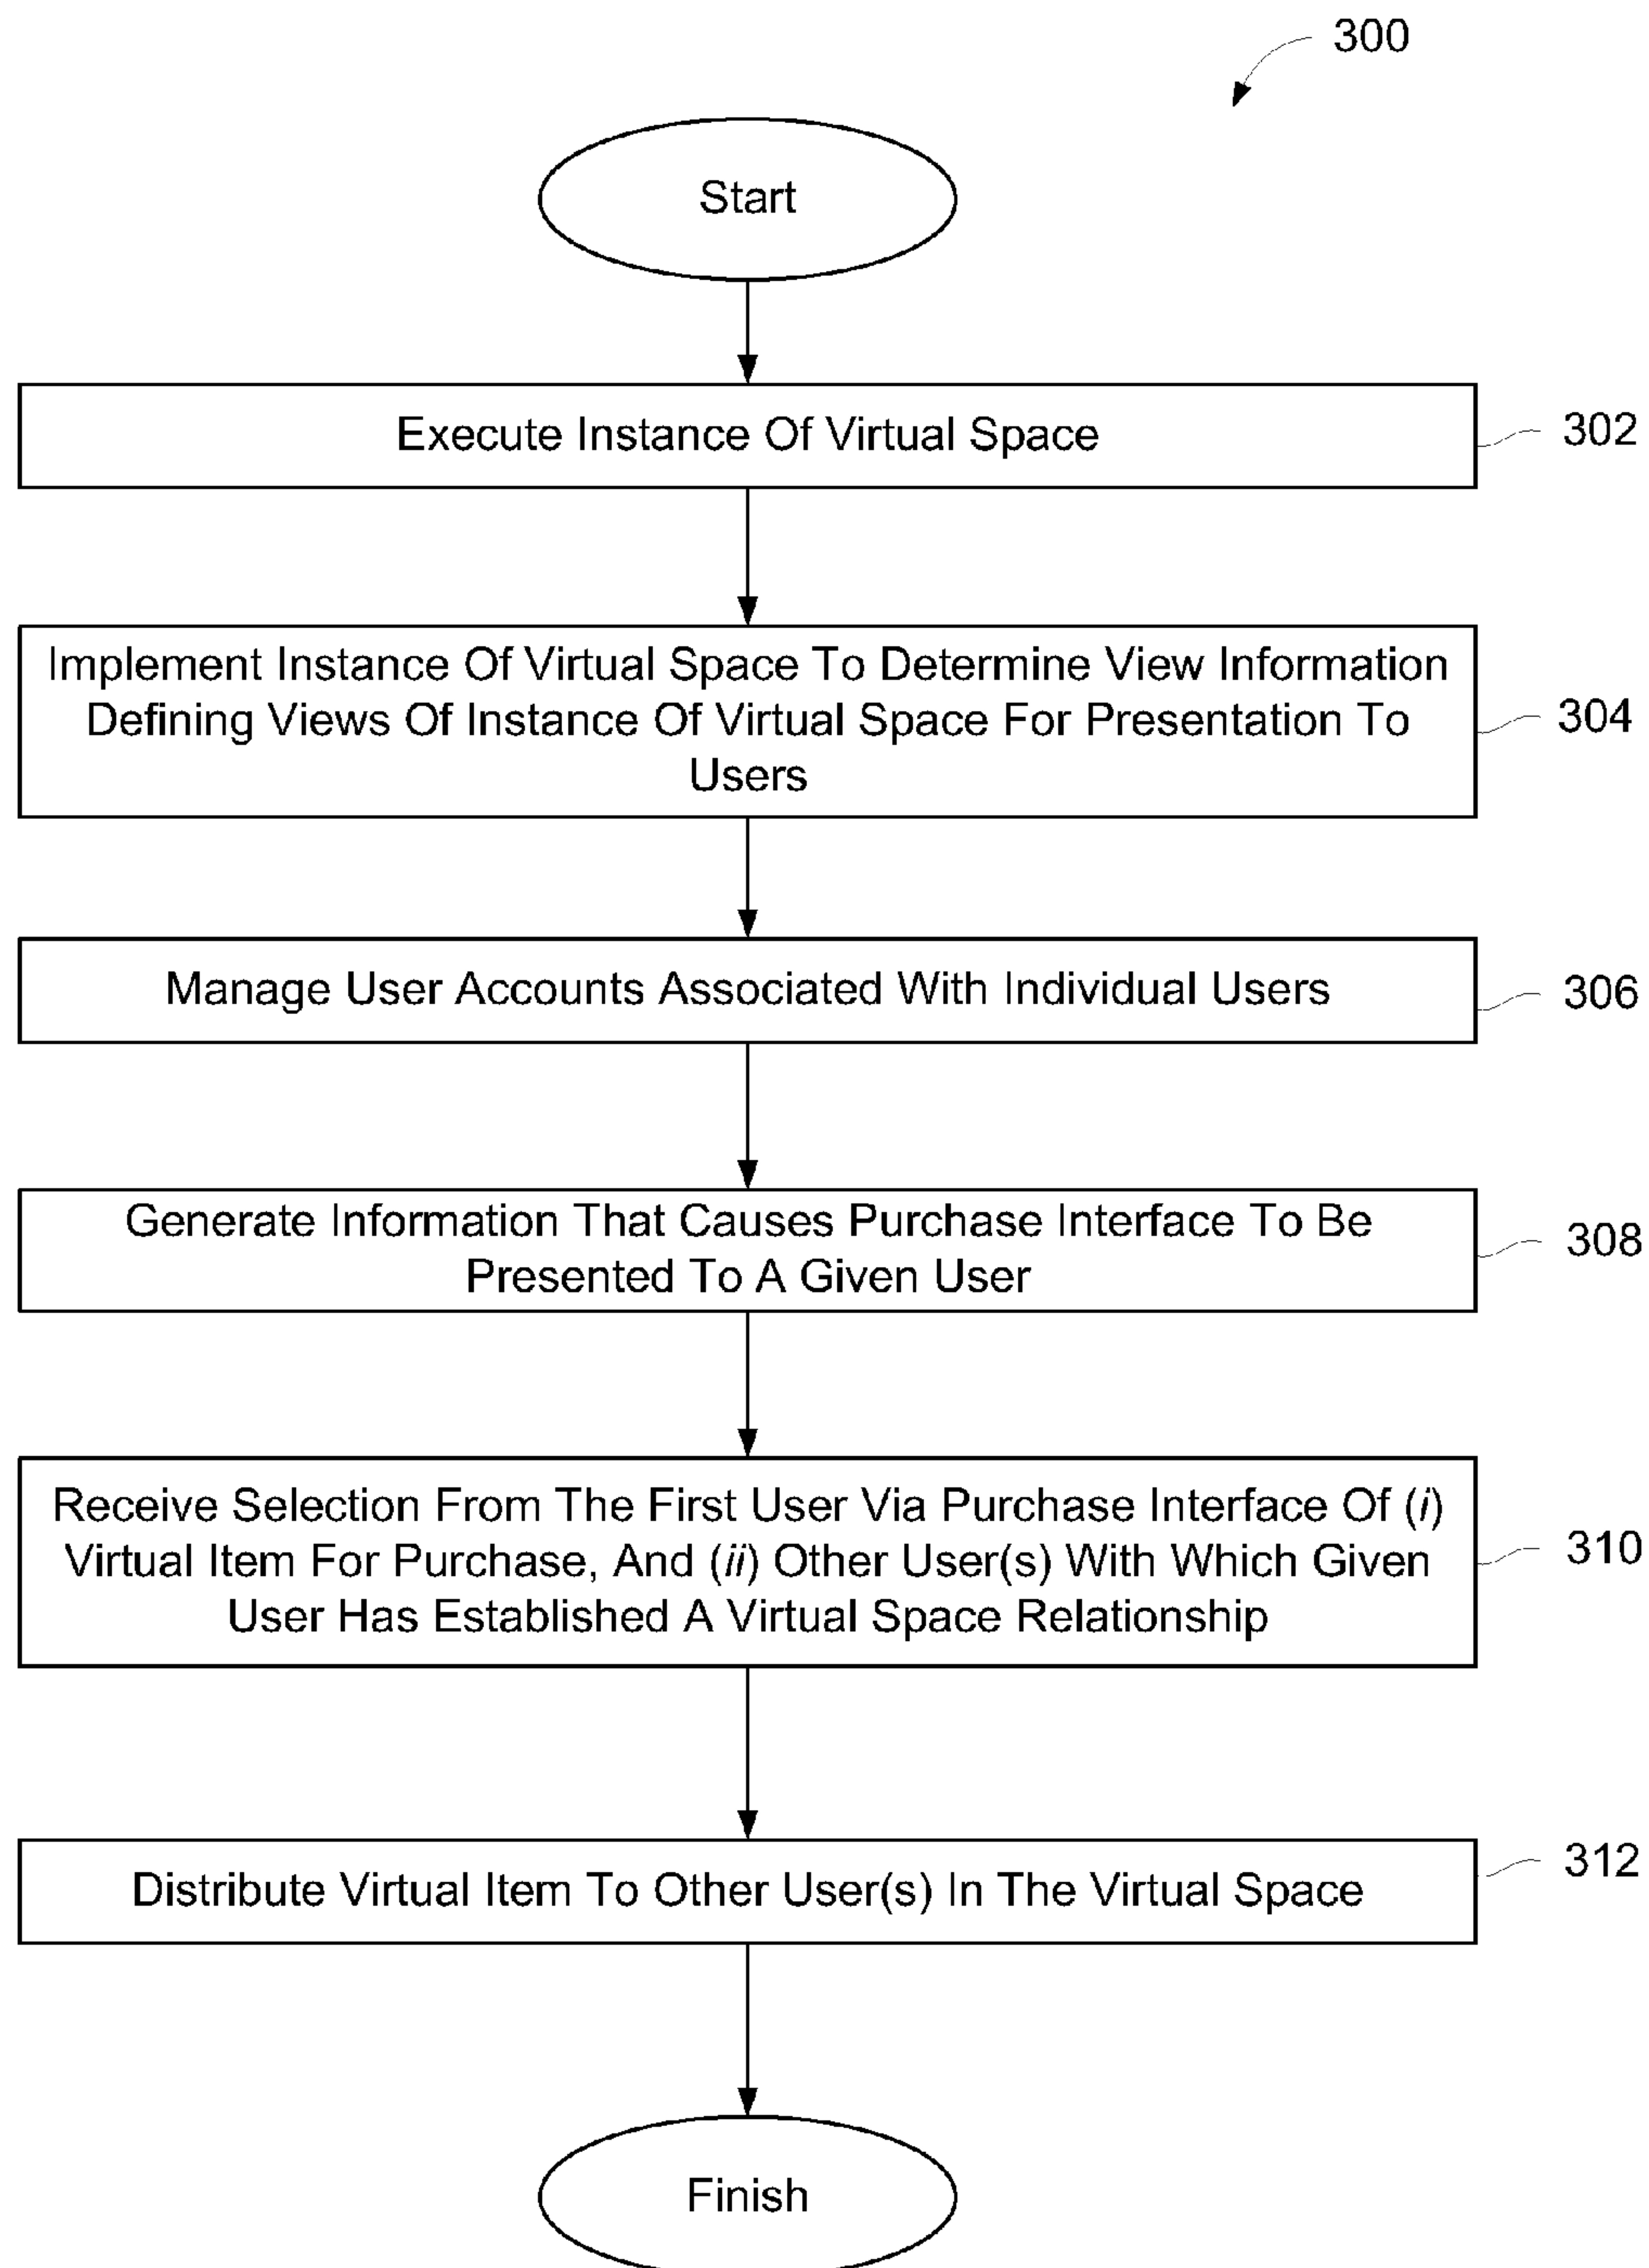 300
Start
Execute Instance Of Virtual Space
302
Implement Instance Of Virtual Space To Determine View Information
Defining Views Of Instance Of Virtual Space For Presentation To
Users
304
Manage User Accounts Associated With Individual Users
306
Generate Information That Causes Purchase Interface To Be
Presented To A Given User
308
Receive Selection From The First User Via Purchase Interface Of (i)
Virtual Item For Purchase, And (ii) Other User(s) With Which Given
User Has Established A Virtual Space Relationship
310
Distribute Virtual Item To Other User(s) In The Virtual Space
312
Finish